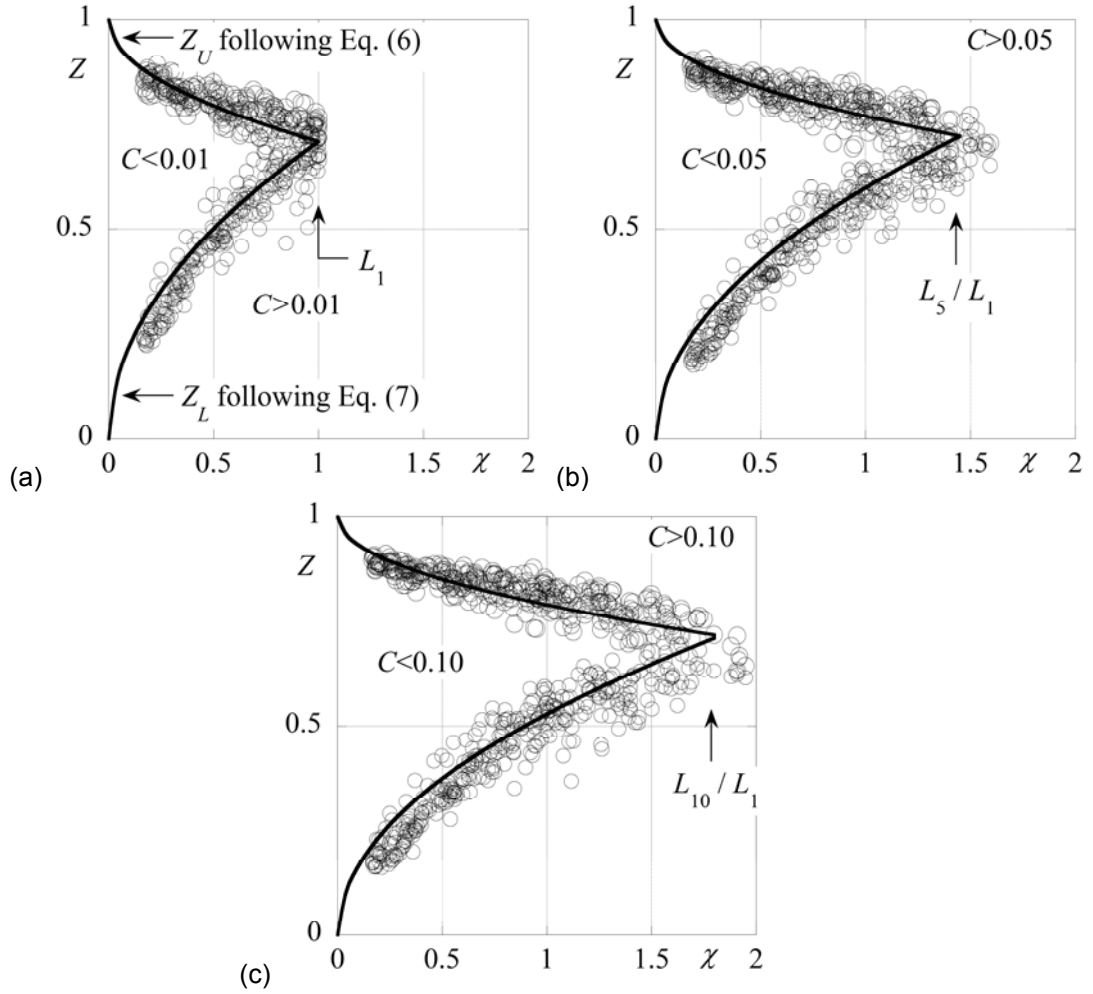 1
Z_U following Eq. (6)
Z
C<0.01
0.5
L_1
C>0.01
Z_L following Eq. (7)
0
0 0.5 1 1.5 χ 2
(a)
1
C>0.05
Z
C<0.05
0.5
L_5 / L_1
0
0 0.5 1 1.5 χ 2
(b)
1
C>0.10
Z
C<0.10
0.5
L_10 / L_1
0
0 0.5 1 1.5 χ 2
(c)